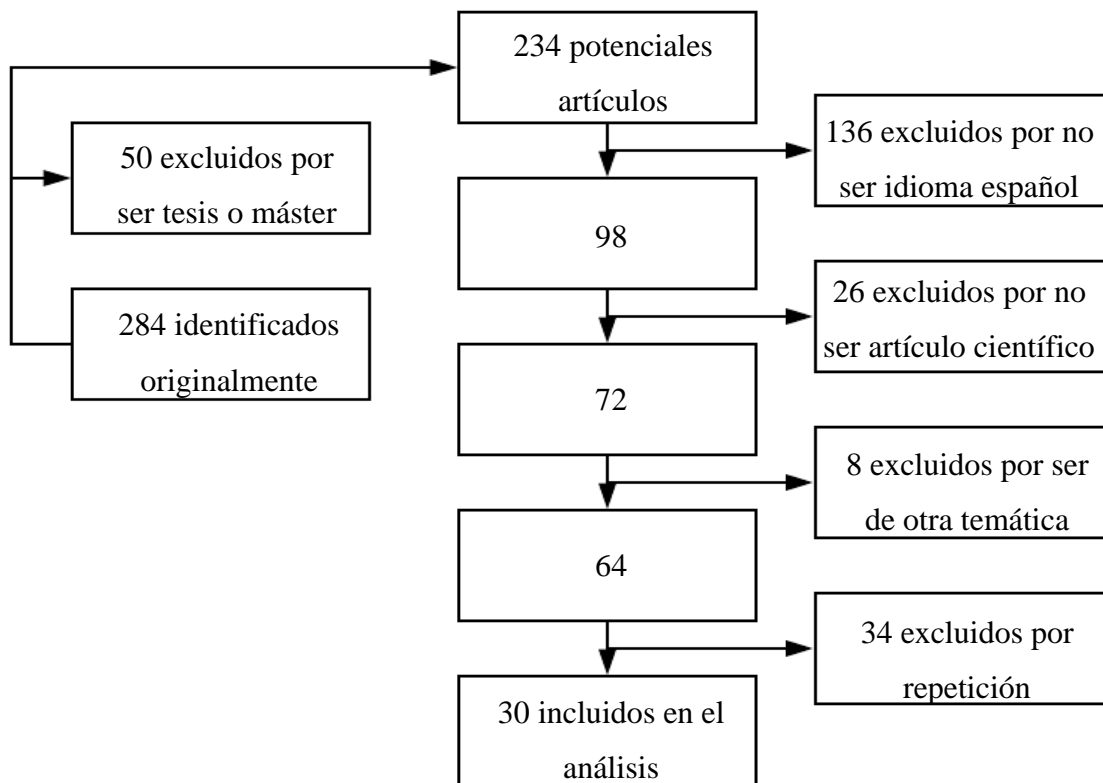 234 potenciales
artículos
136 excluidos por no
ser idioma español
50 excluidos por
ser tesis o máster
98
284 identificados
originalmente
26 excluidos por no
ser artículo científico
72
8 excluidos por ser
de otra temática
64
34 excluidos por
repetición
30 incluidos en el
análisis